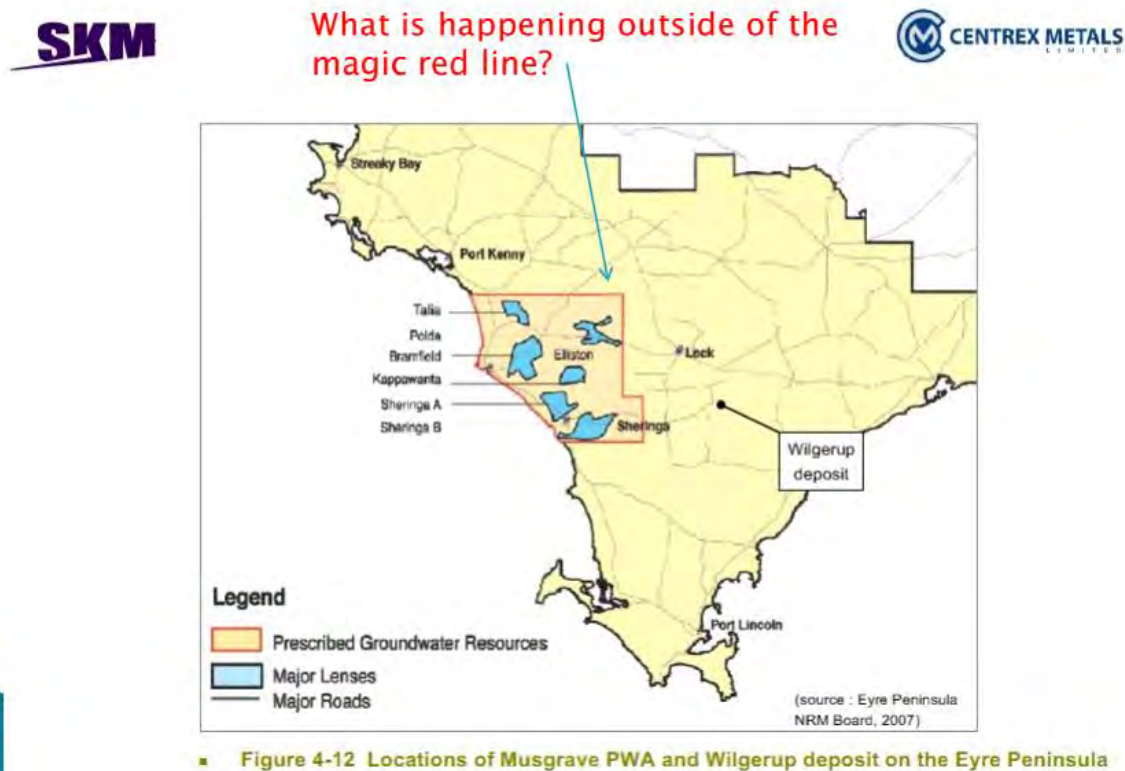 SKM
What is happening outside of the
magic red line?
CENTREX METALS
LIMITED
Streaky Bay
Port Kenny
Talia
Polda
Bramfield
Kappawanta
Sheringa A
Sheringa B
Elliston
Lock
Sheringa
Wilgerup
deposit
Port Lincoln
Legend
Prescribed Groundwater Resources
Major Lenses
Major Roads
(source : Eyre Peninsula
NRM Board, 2007)
▪ Figure 4-12 Locations of Musgrave PWA and Wilgerup deposit on the Eyre Peninsula